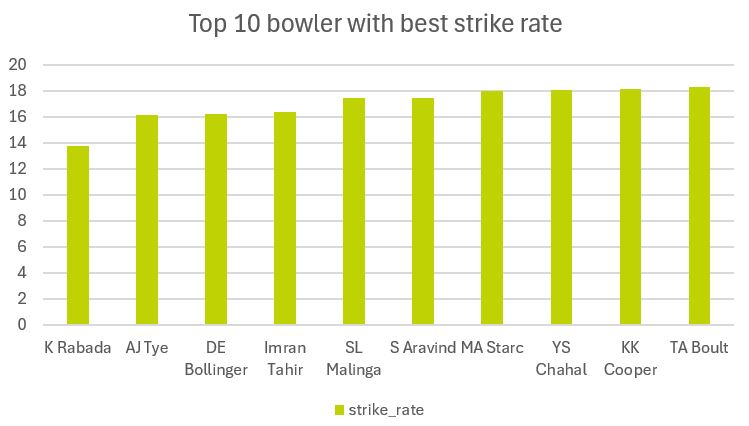 Top 10 bowler with best strike rate
20
18
16
14
12
10
8
6
4
2
0
K Rabada AJ Tye DE Imran SL S Aravind MA Starc YS KK TA Boult
Bollinger Tahir Malinga Chahal Cooper
strike_rate